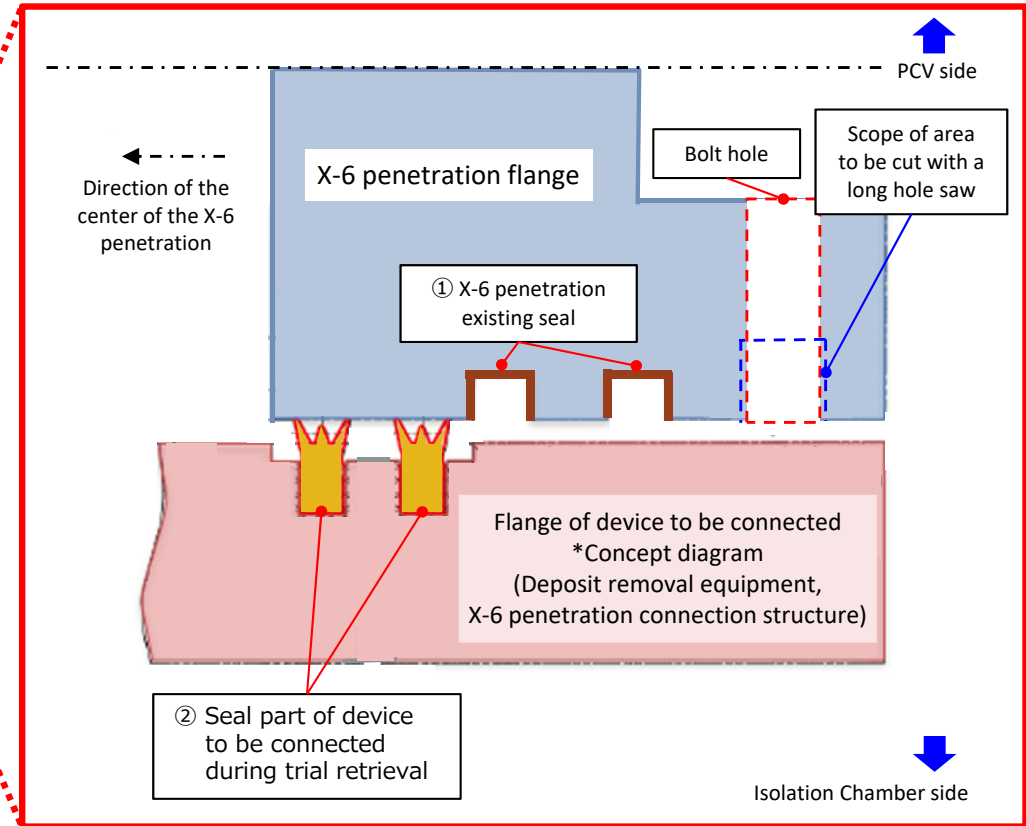 PCV side
Direction of the
center of the X-6
penetration
X-6 penetration flange
Bolt hole
Scope of area
to be cut with a
long hole saw
① X-6 penetration
existing seal
Flange of device to be connected
*Concept diagram
(Deposit removal equipment,
X-6 penetration connection structure)
② Seal part of device
to be connected
during trial retrieval
Isolation Chamber side